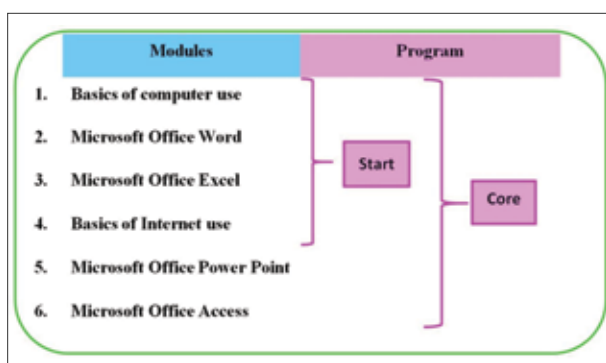 Modules Program
1. Basics of computer use
2. Microsoft Office Word
Start
3. Microsoft Office Excel
Core
4. Basics of Internet use
5. Microsoft Office Power Point
6. Microsoft Office Access